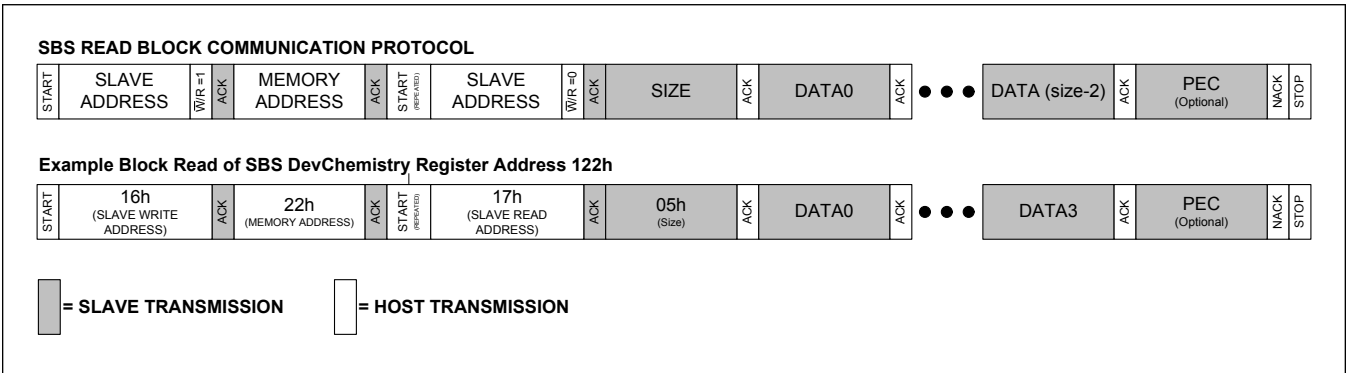 SBS READ BLOCK COMMUNICATION PROTOCOL
START SLAVE ADDRESS W̅/R =1 ACK MEMORY ADDRESS ACK START (REPEATED) SLAVE ADDRESS W̅/R =0 ACK SIZE ACK DATA0 ACK ● ● ● DATA (size-2) ACK PEC (Optional) NACK STOP
Example Block Read of SBS DevChemistry Register Address 122h
START 16h (SLAVE WRITE ADDRESS) ACK 22h (MEMORY ADDRESS) ACK START (REPEATED) 17h (SLAVE READ ADDRESS) ACK 05h (Size) ACK DATA0 ACK ● ● ● DATA3 ACK PEC (Optional) NACK STOP
= SLAVE TRANSMISSION = HOST TRANSMISSION